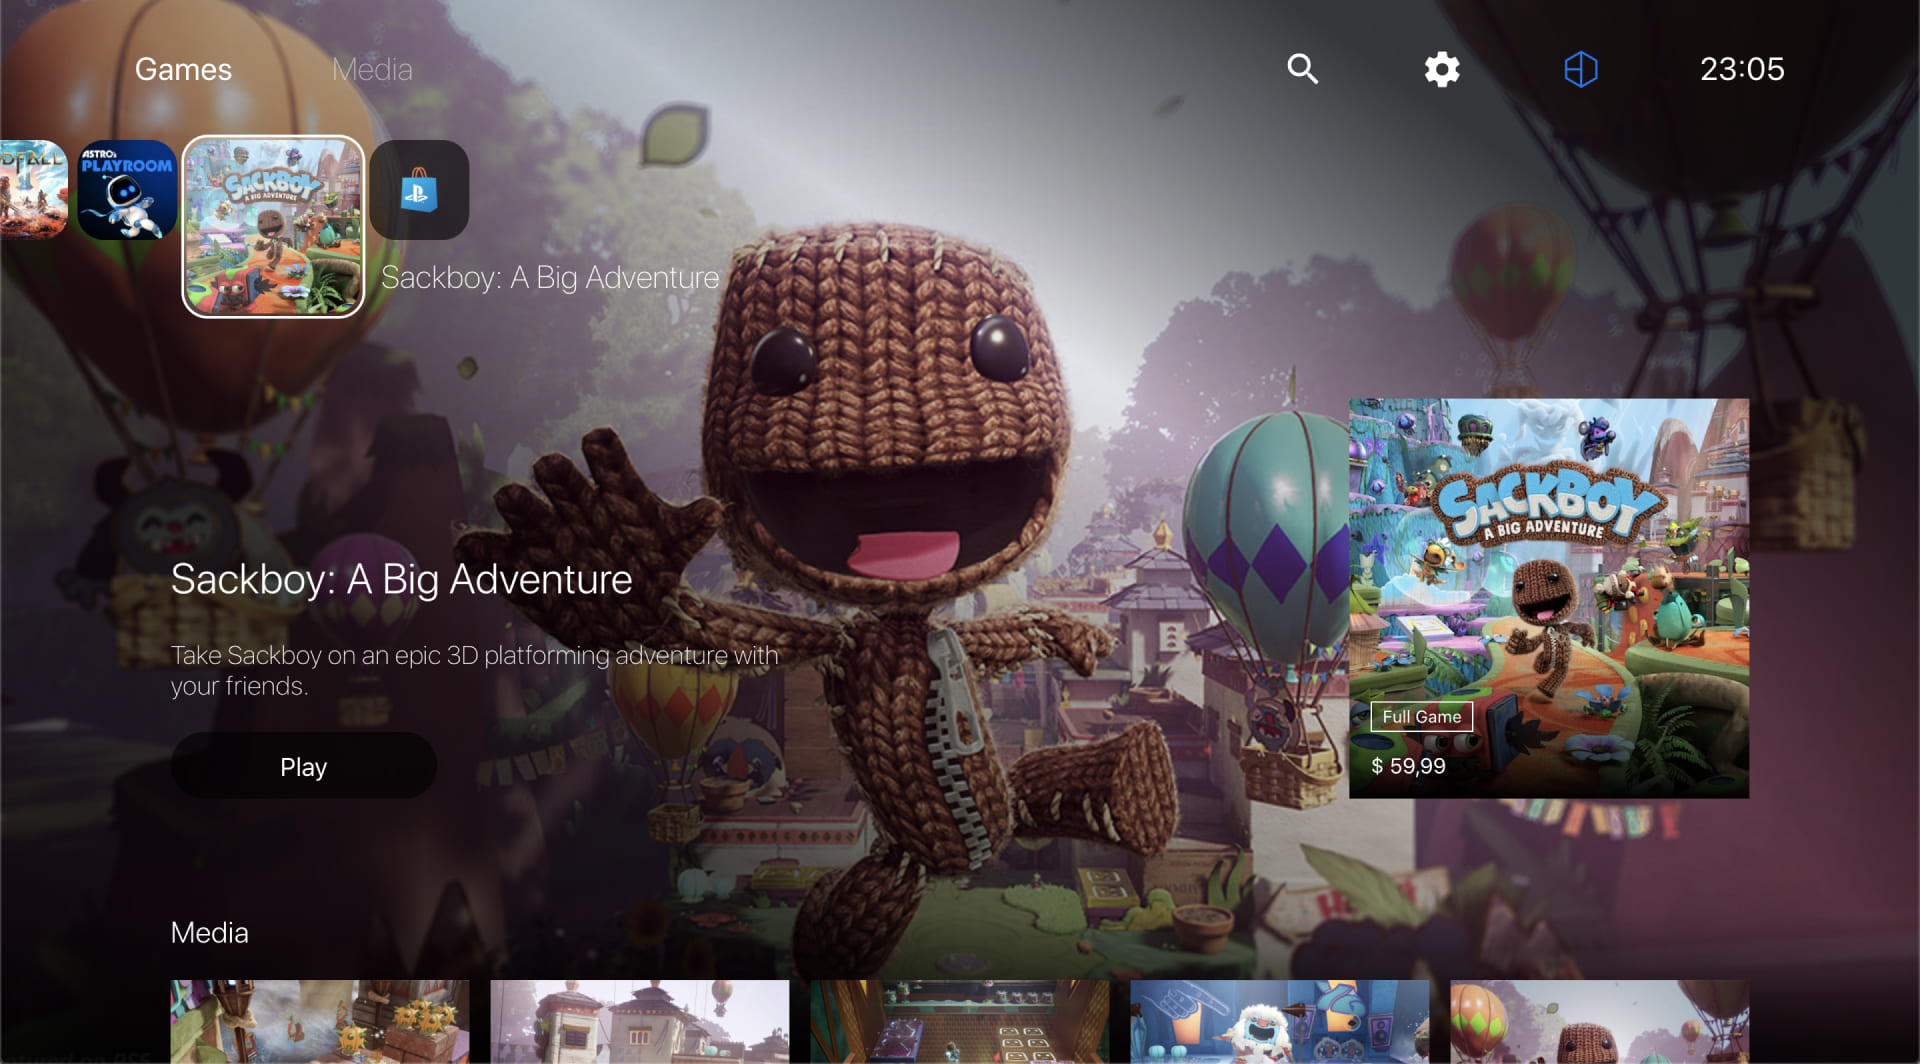 Games
Media
23:05
DFALL
ASTRO's
PLAYROOM
SACKBOY
A BIG ADVENTURE
Sackboy: A Big Adventure
SACKBOY
A BIG ADVENTURE
Sackboy: A Big Adventure
Take Sackboy on an epic 3D platforming adventure with
your friends.
Full Game
$ 59,99
Play
Media